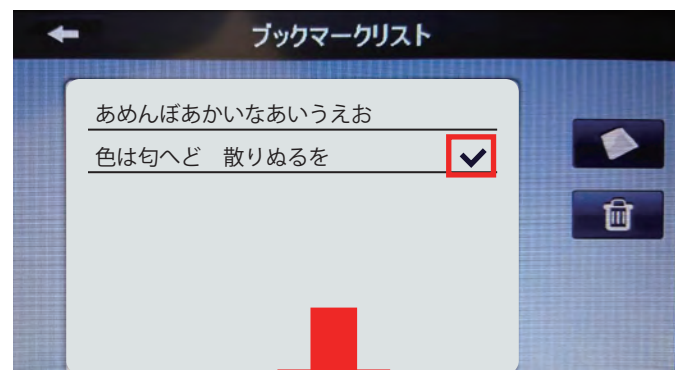 ブックマークリスト
あめんぼあかいなあいうえお
色は匂へど　散りぬるを